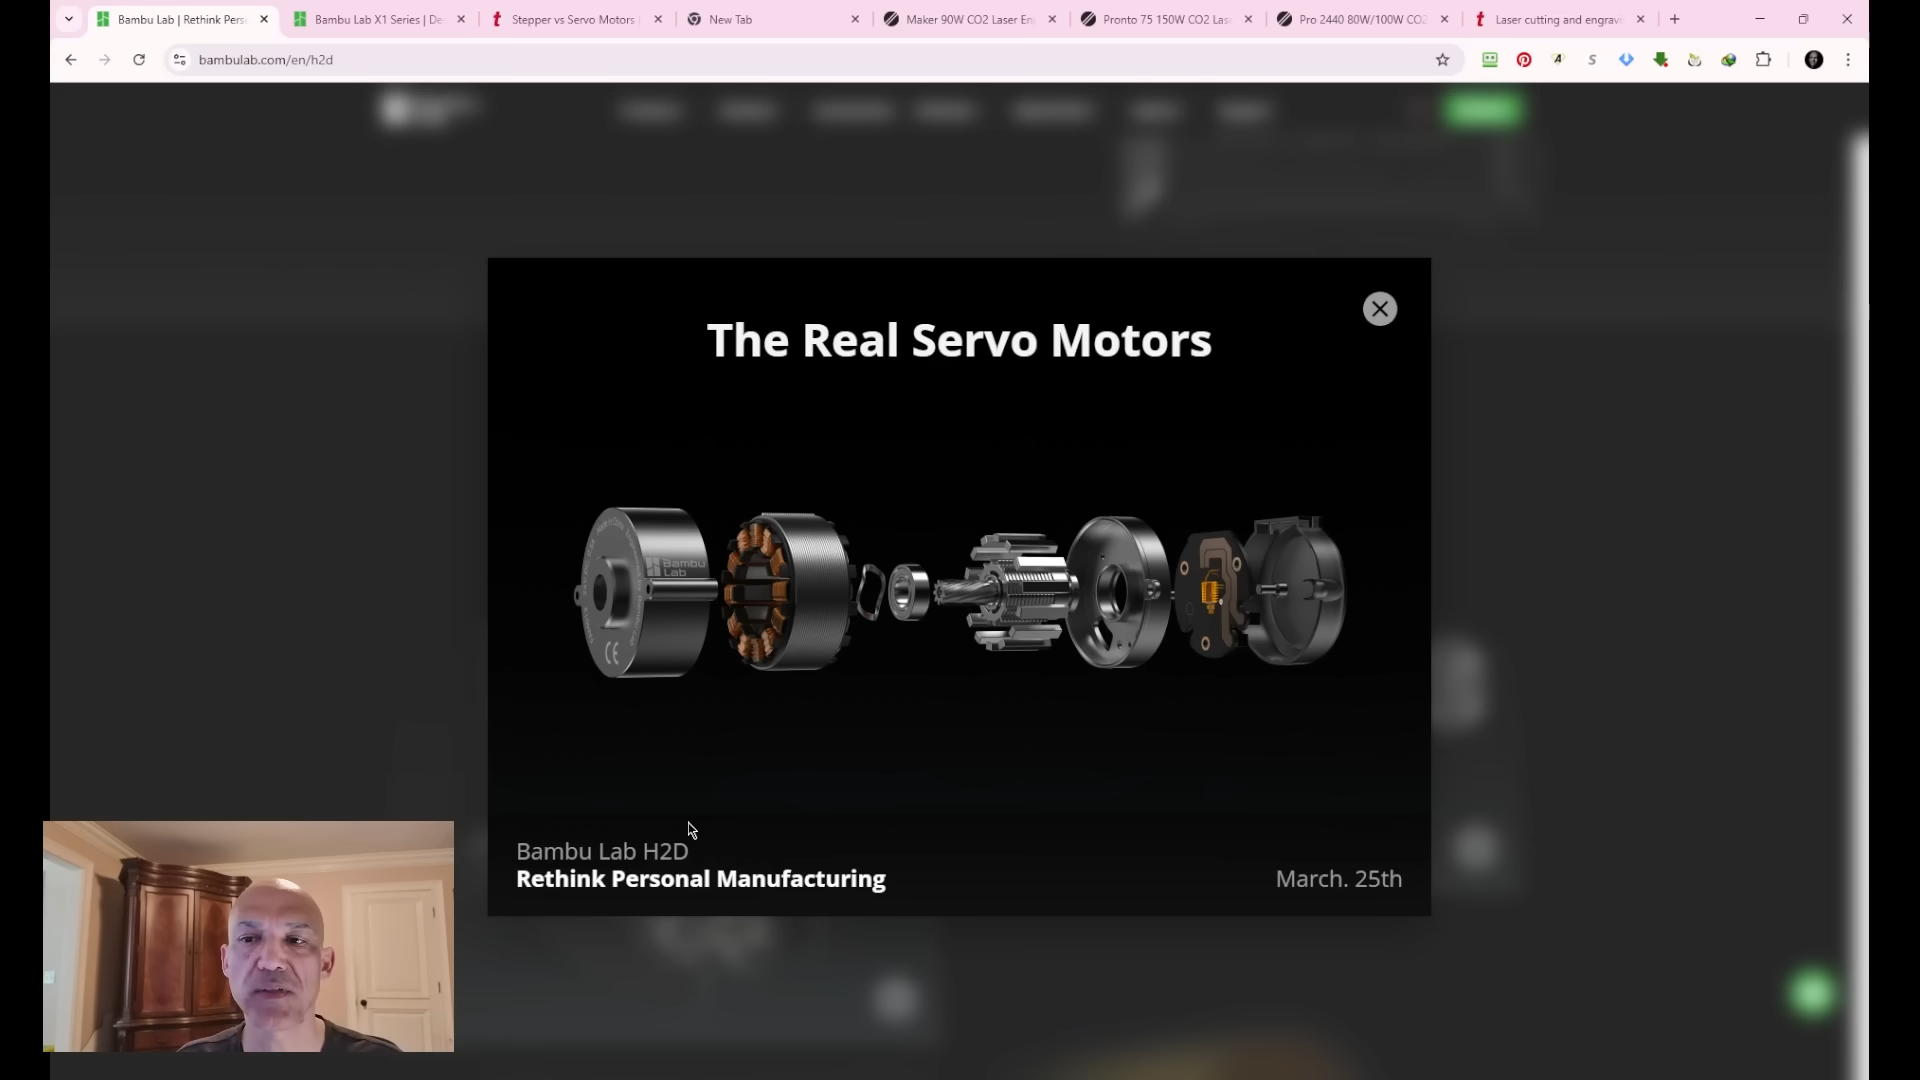 Bambu Lab | Rethink Pers
Bambu Lab X1 Series | De
Stepper vs Servo Motors
New Tab
Maker 90W CO2 Laser En
Pronto 75 150W CO2 Las
Pro 2440 80W/100W CO2
Laser cutting and engravi
bambulab.com/en/h2d
The Real Servo Motors
Bambu
Lab
CE
Bambu Lab H2D
Rethink Personal Manufacturing
March. 25th